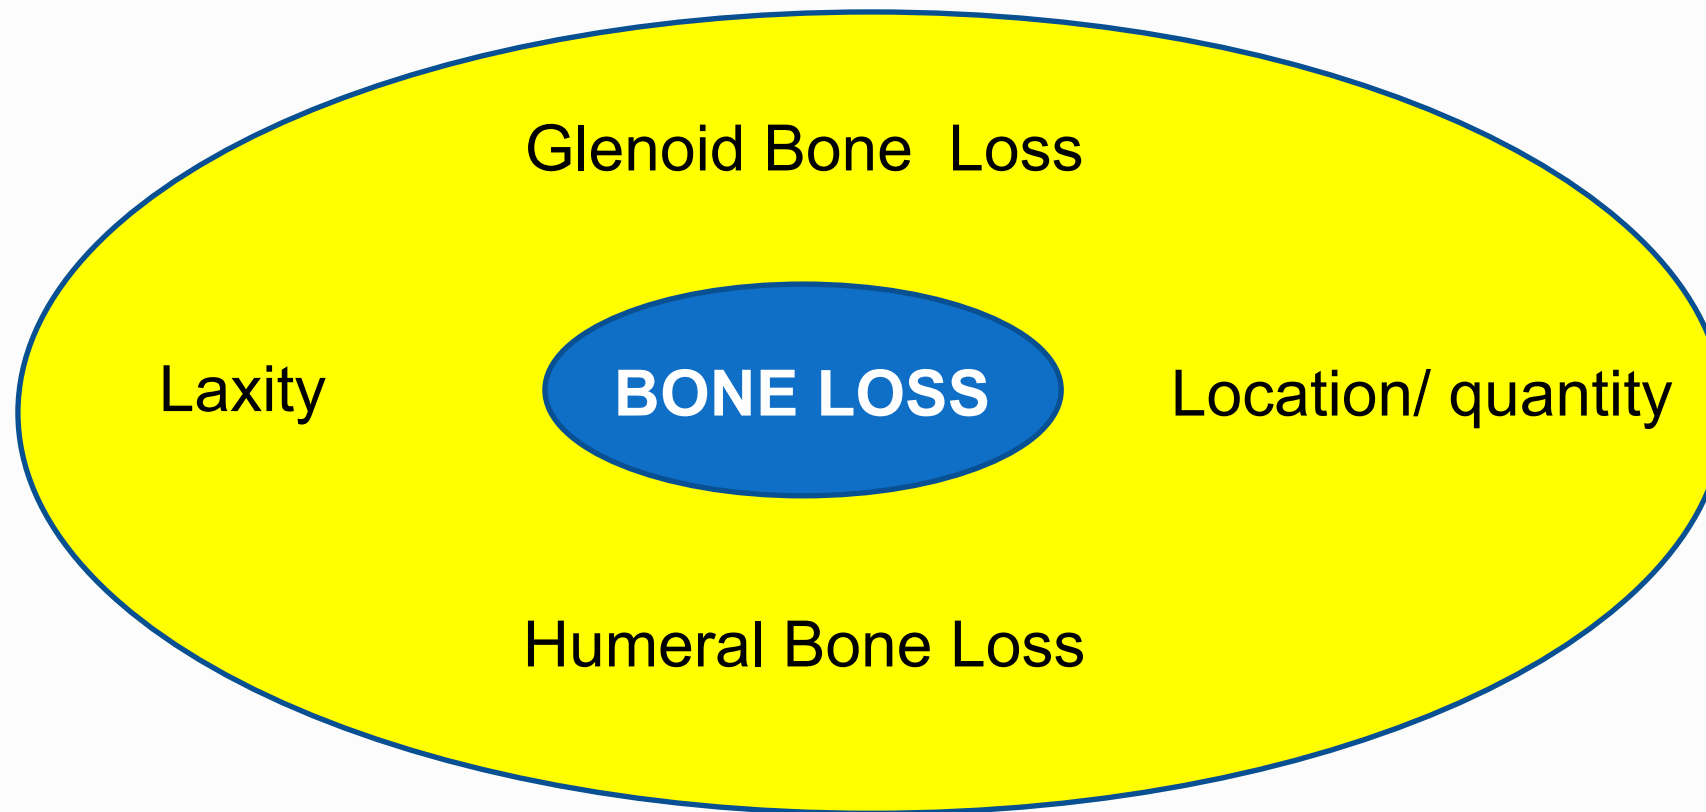 Glenoid Bone  Loss
Laxity
BONE LOSS
Location/ quantity
Humeral Bone Loss